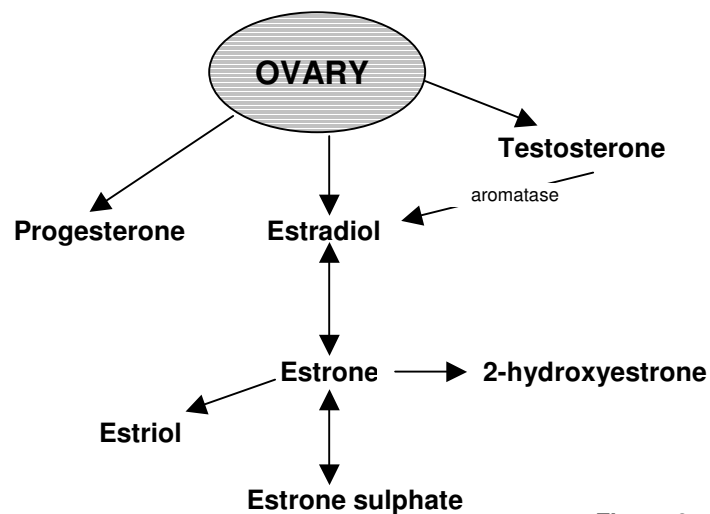 OVARY
Testosterone
aromatase
Progesterone
Estradiol
Estrone
2-hydroxyestrone
Estriol
Estrone sulphate